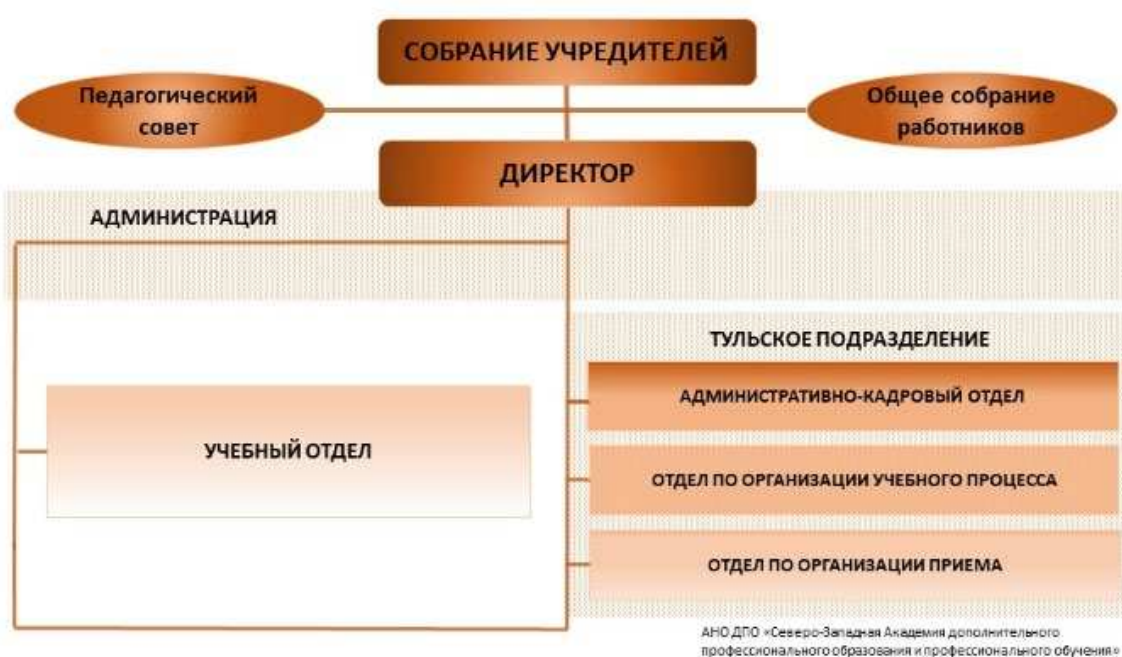 СОБРАНИЕ УЧРЕДИТЕЛЕЙ
Педагогический
совет
Общее собрание
работников
ДИРЕКТОР
АДМИНИСТРАЦИЯ
ТУЛЬСКОЕ ПОДРАЗДЕЛЕНИЕ
АДМИНИСТРАТИВНО-КАДРОВЫЙ ОТДЕЛ
УЧЕБНЫЙ ОТДЕЛ
ОТДЕЛ ПО ОРГАНИЗАЦИИ УЧЕБНОГО ПРОЦЕССА
ОТДЕЛ ПО ОРГАНИЗАЦИИ ПРИЕМА
АНО ДПО «Северо-Западная Академия дополнительного
профессионального образования и профессионального обучения»